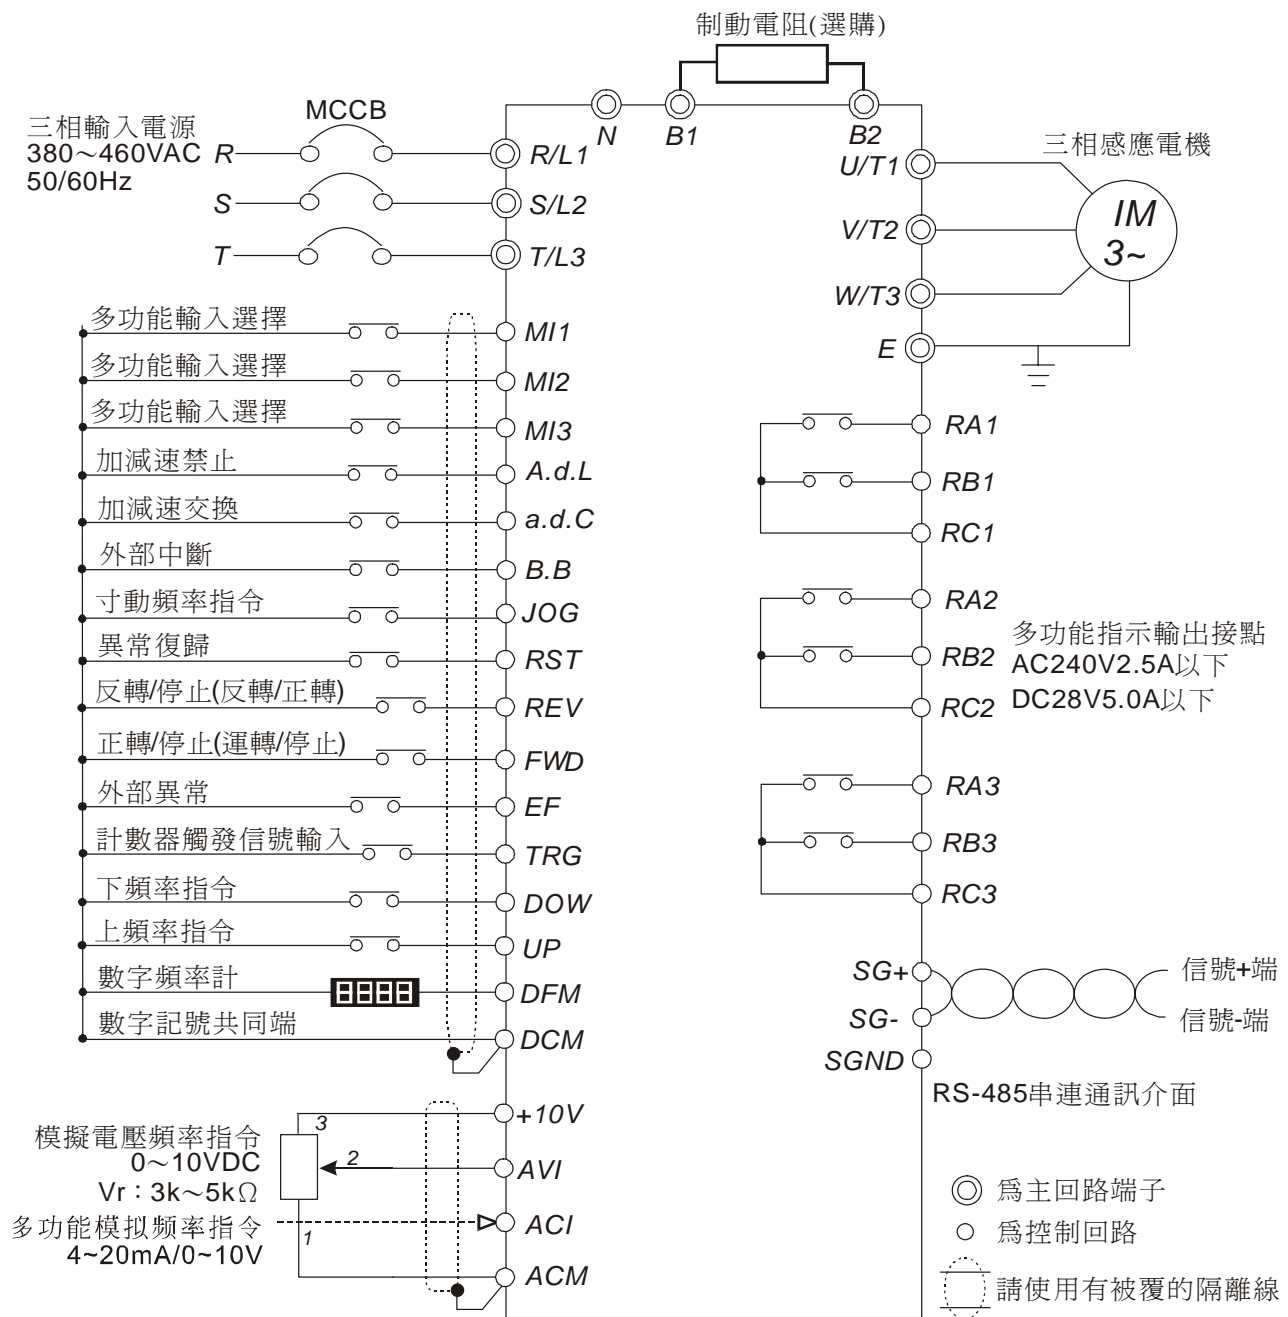 制動電阻(選購)
MCCB
三相輸入電源
380～460VAC
50/60Hz
R
S
T
R/L1
S/L2
T/L3
N
B1
B2
U/T1
V/T2
W/T3
E
三相感應電機
IM
3~
多功能輸入選擇
MI1
多功能輸入選擇
MI2
多功能輸入選擇
MI3
加減速禁止
A.d.L
加減速交換
a.d.C
外部中斷
B.B
寸動頻率指令
JOG
異常復歸
RST
反轉/停止(反轉/正轉)
REV
正轉/停止(運轉/停止)
FWD
外部異常
EF
計數器觸發信號輸入
TRG
下頻率指令
DOW
上頻率指令
UP
數字頻率計
DFM
數字記號共同端
DCM
RA1
RB1
RC1
RA2
RB2
RC2
多功能指示輸出接點
AC240V2.5A以下
DC28V5.0A以下
RA3
RB3
RC3
SG+
SG-
SGND
信號+端
信號-端
RS-485串連通訊介面
+10V
AVI
ACI
ACM
3
2
1
模擬電壓頻率指令
0～10VDC
Vr：3k～5kΩ
多功能模拟频率指令
4~20mA/0~10V
爲主回路端子
爲控制回路
請使用有被覆的隔離線